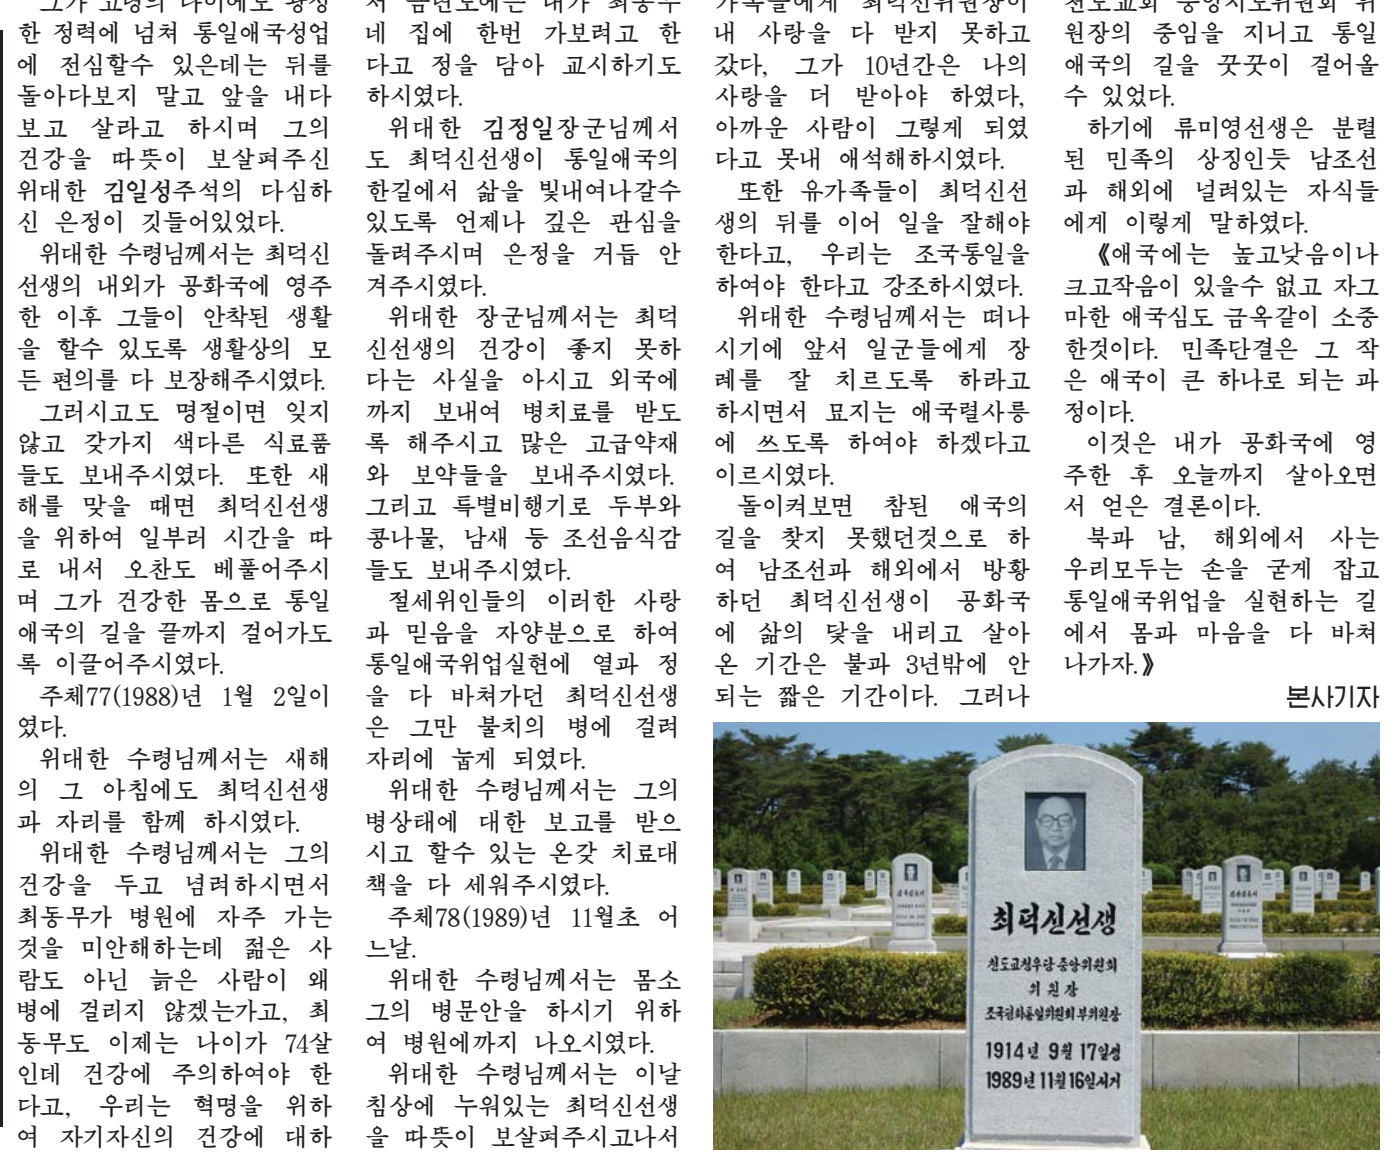 그가 고령의 나이에도 왕성
한 정력에 넘쳐 통일애국성업
에 전심할수 있은데는 뒤를
돌아다보지 말고 앞을 내다
보고 살라고 하시며 그의
건강을 따뜻이 보살펴주신
위대한 김일성주석의 다심하
신 은정이 깃들어있었다.
위대한 수령님께서는 최덕신
선생의 내외가 공화국에 영주
한 이후 그들이 안착된 생활
을 할수 있도록 생활상의 모
든 편의를 다 보장해주시였다.
그러시고도 명절이면 잊지
않고 갖가지 색다른 식료품
들도 보내주시였다. 또한 새
해를 맞을 때면 최덕신선생
을 위하여 일부러 시간을 따
로 내서 오찬도 베풀어주시
며 그가 건강한 몸으로 통일
애국의 길을 끝까지 걸어가도
록 이끌어주시였다.
주체77(1988)년 1월 2일이
였다.
위대한 수령님께서는 새해
의 그 아침에도 최덕신선생
과 자리를 함께 하시였다.
위대한 수령님께서는 그의
건강을 두고 념려하시면서
최동무가 병원에 자주 가는
것을 미안해하는데 젊은 사
람도 아닌 늙은 사람이 왜
병에 걸리지 않겠는가고, 최
동무도 이제는 나이가 74살
인데 건강에 주의하여야 한
다고, 우리는 혁명을 위하
여 자기자신의 건강에 대하
서 금년도에는 내가 최동무
네 집에 한번 가보려고 한
다고 정을 담아 교시하기도
하시였다.
위대한 김정일장군님께서
도 최덕신선생이 통일애국의
한길에서 삶을 빛내여나갈수
있도록 언제나 깊은 관심을
돌려주시며 은정을 거듭 안
겨주시였다.
위대한 장군님께서는 최덕
신선생의 건강이 좋지 못하
다는 사실을 아시고 외국에
까지 보내여 병치료를 받도
록 해주시고 많은 고급약재
와 보약들을 보내주시였다.
그리고 특별비행기로 두부와
콩나물, 남새 등 조선음식감
들도 보내주시였다.
절세위인들의 이러한 사랑
과 믿음을 자양분으로 하여
통일애국위업실현에 열과 정
을 다 바쳐가던 최덕신선생
은 그만 불치의 병에 걸려
자리에 눕게 되였다.
위대한 수령님께서는 그의
병상태에 대한 보고를 받으
시고 할수 있는 온갖 치료대
책을 다 세워주시였다.
주체78(1989)년 11월초 어
느날.
위대한 수령님께서는 몸소
그의 병문안을 하시기 위하
여 병원에까지 나오시였다.
위대한 수령님께서는 이날
침상에 누워있는 최덕신선생
을 따뜻이 보살펴주시고나서
가족들에게 최덕신위원장이
내 사랑을 다 받지 못하고
갔다, 그가 10년간은 나의
사랑을 더 받아야 하였다,
아까운 사람이 그렇게 되였
다고 못내 애석해하시였다.
또한 유가족들이 최덕신선
생의 뒤를 이어 일을 잘해야
한다고, 우리는 조국통일을
하여야 한다고 강조하시였다.
위대한 수령님께서는 떠나
시기에 앞서 일군들에게 장
례를 잘 치르도록 하라고
하시면서 묘지는 애국렬사릉
에 쓰도록 하여야 하겠다고
이르시였다.
돌이켜보면 참된 애국의
길을 찾지 못했던것으로 하
여 남조선과 해외에서 방황
하던 최덕신선생이 공화국
에 삶의 닻을 내리고 살아
온 기간은 불과 3년밖에 안
되는 짧은 기간이다. 그러나
천도교회 중앙지도위원회 위
원장의 중임을 지니고 통일
애국의 길을 꿋꿋이 걸어올
수 있었다.
하기에 류미영선생은 분렬
된 민족의 상징인듯 남조선
과 해외에 널려있는 자식들
에게 이렇게 말하였다.
《애국에는 높고낮음이나
크고작음이 있을수 없고 자그
마한 애국심도 금옥같이 소중
한것이다. 민족단결은 그 작
은 애국이 큰 하나로 되는 과
정이다.
이것은 내가 공화국에 영
주한 후 오늘까지 살아오면
서 얻은 결론이다.
북과 남, 해외에서 사는
우리모두는 손을 굳게 잡고
통일애국위업을 실현하는 길
에서 몸과 마음을 다 바쳐
나가자.》
본사기자
최덕신선생
천도교청우당 중앙위원회
위원장
조국평화통일위원회 부위원장
1914년 9월 17일생
1989년 11월 16일서거